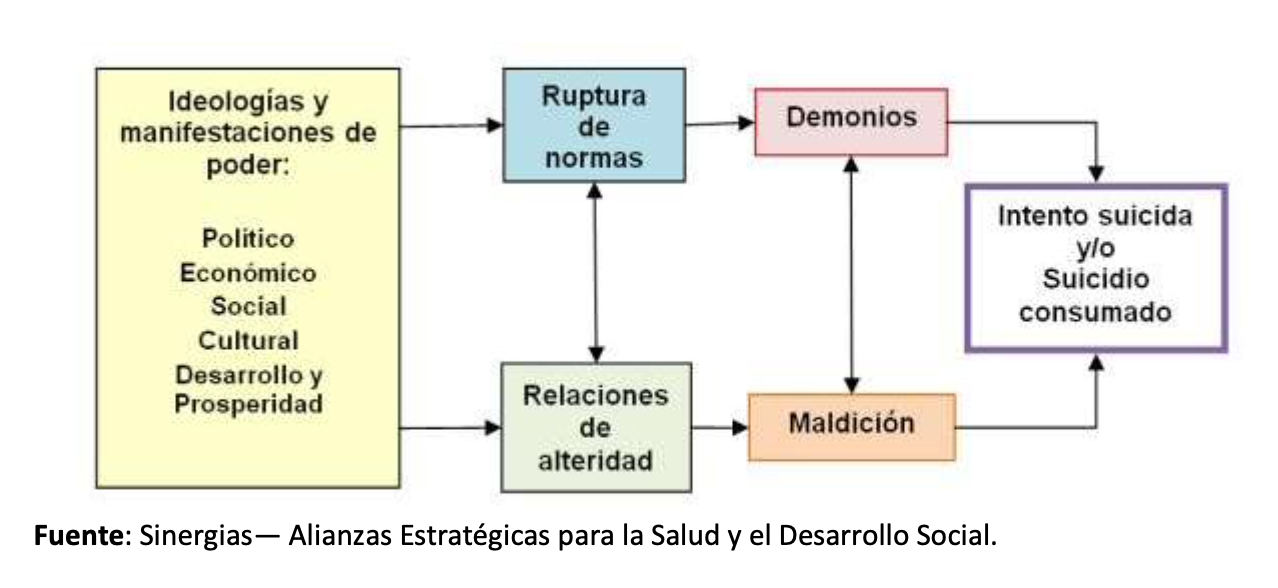 Ideologías y
manifestaciones de
poder:
Político
Económico
Social
Cultural
Desarrollo y
Prosperidad
Ruptura
de
normas
Relaciones
de
alteridad
Demonios
Maldición
Intento suicida
y/o
Suicidio
consumado
Fuente: Sinergias— Alianzas Estratégicas para la Salud y el Desarrollo Social.